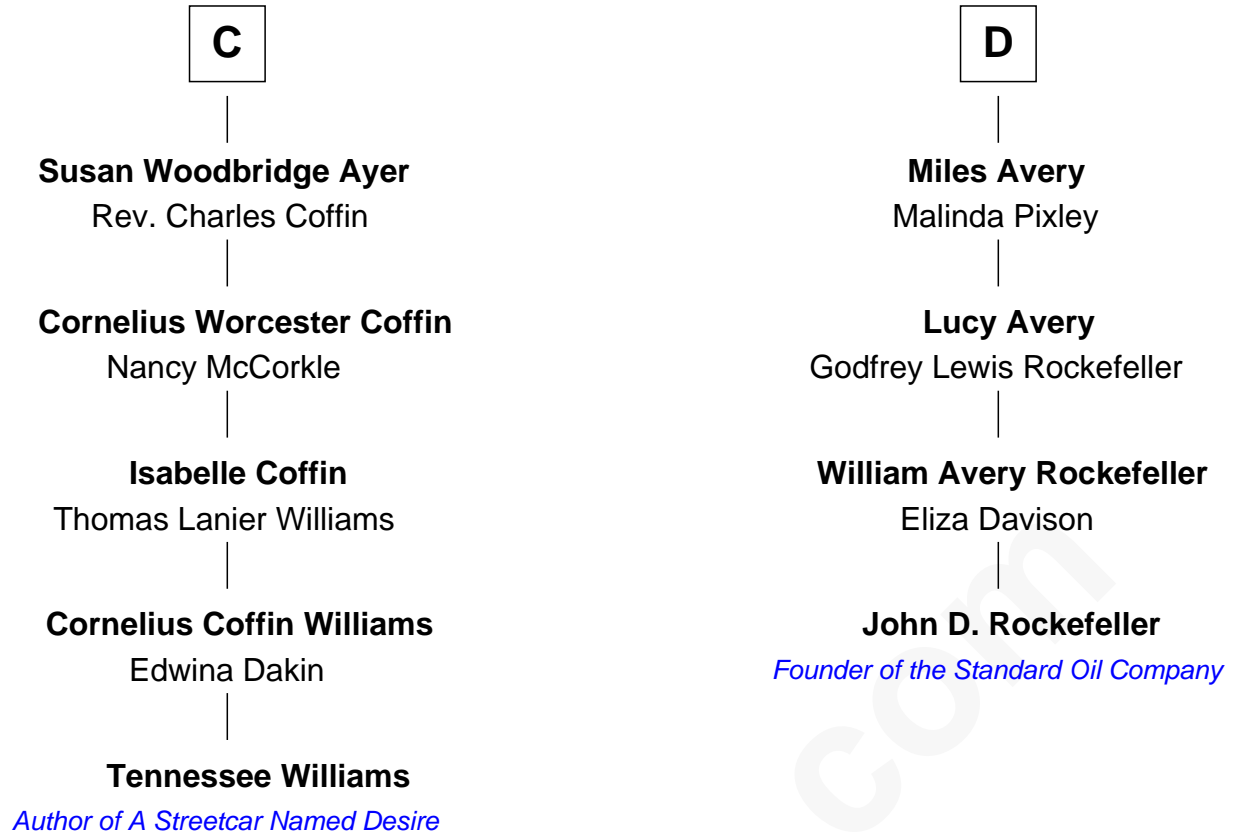 C
Susan Woodbridge Ayer
Rev. Charles Coffin
Cornelius Worcester Coffin
Nancy McCorkle
Isabelle Coffin
Thomas Lanier Williams
Cornelius Coffin Williams
Edwina Dakin
Tennessee Williams
Author of A Streetcar Named Desire
D
Miles Avery
Malinda Pixley
Lucy Avery
Godfrey Lewis Rockefeller
William Avery Rockefeller
Eliza Davison
John D. Rockefeller
Founder of the Standard Oil Company
com